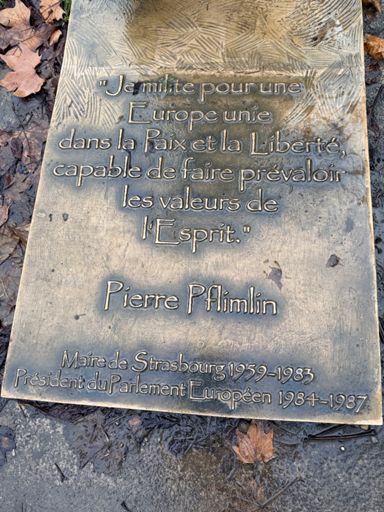 "Je milite pour une
Europe unie
dans la Paix et la Liberté,
capable de faire prévaloir
les valeurs de
l'Esprit."
Pierre Pflimlin
Maire de Strasbourg 1959-1983
Président du Parlement Européen 1984-1987